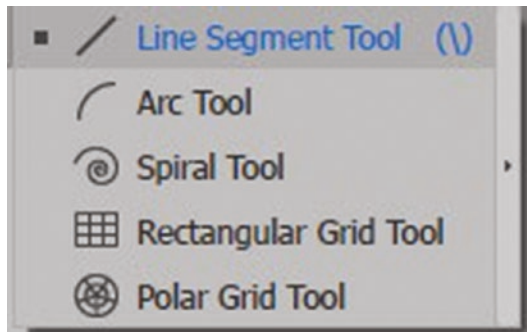 Line Segment Tool (\)
Arc Tool
Spiral Tool
Rectangular Grid Tool
Polar Grid Tool